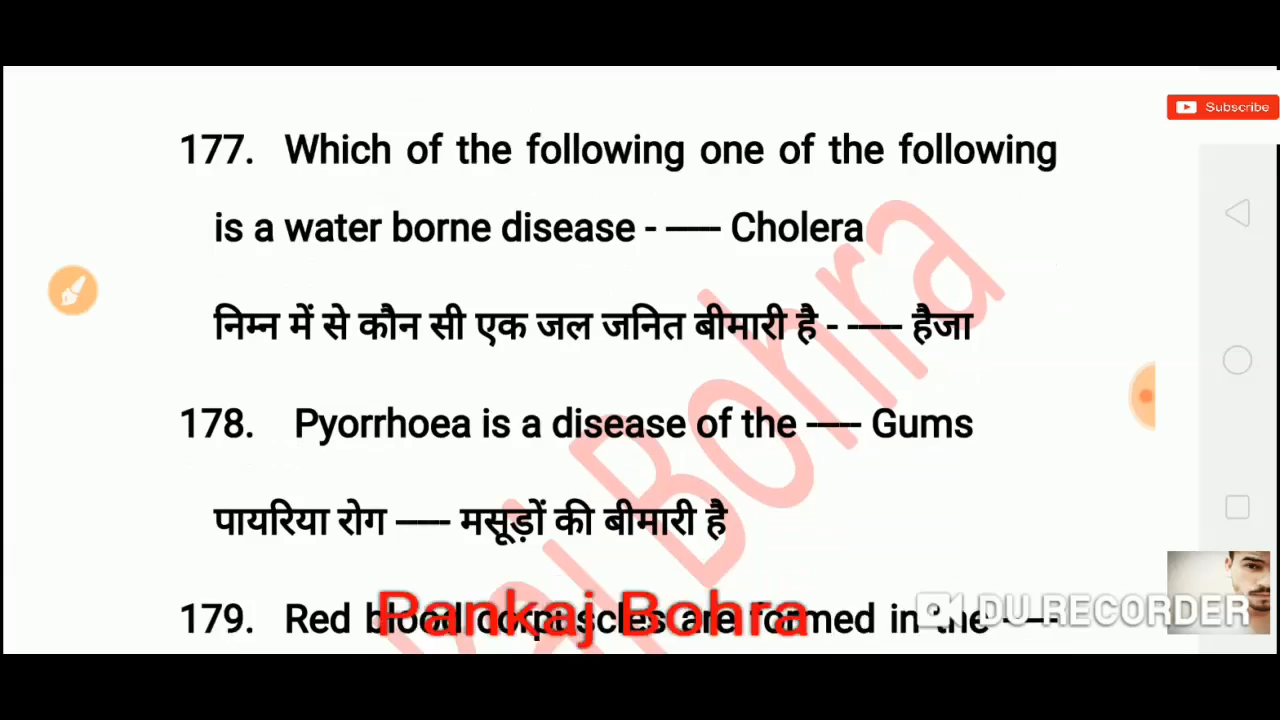 Subscribe
177. Which of the following one of the following
is a water borne disease - ----- Cholera
निम्न में से कौन सी एक जल जनित बीमारी है - ----- हैजा
178. Pyorrhoea is a disease of the ----- Gums
पायरिया रोग ----- मसूड़ों की बीमारी है
179. Red blood corpuscles are formed in the -----
Pankaj Bohra
DU RECORDER